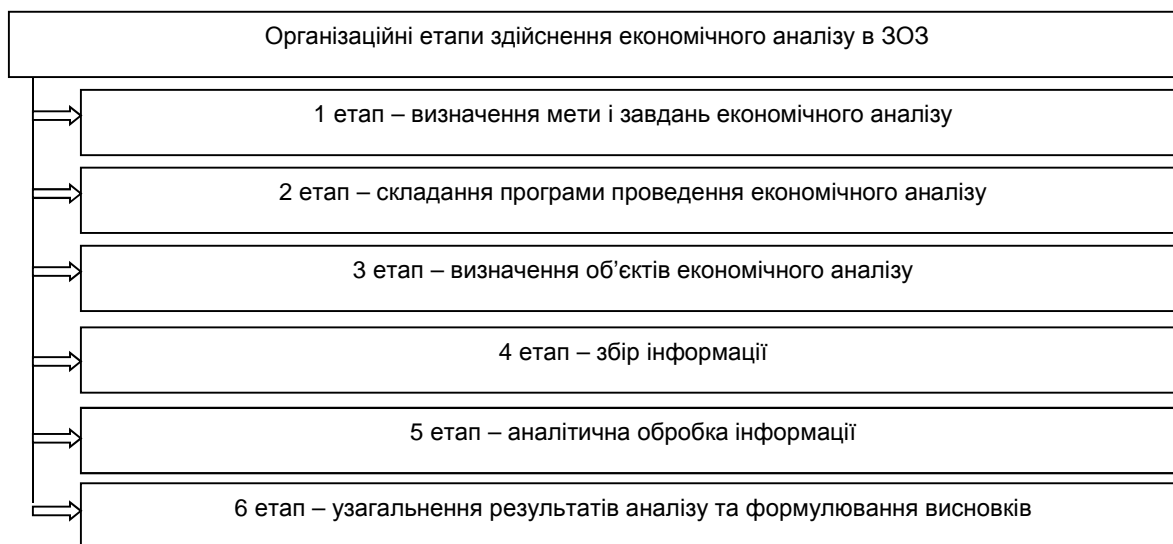 Організаційні етапи здійснення економічного аналізу в ЗОЗ
1 етап – визначення мети і завдань економічного аналізу
2 етап – складання програми проведення економічного аналізу
3 етап – визначення об’єктів економічного аналізу
4 етап – збір інформації
5 етап – аналітична обробка інформації
6 етап – узагальнення результатів аналізу та формулювання висновків